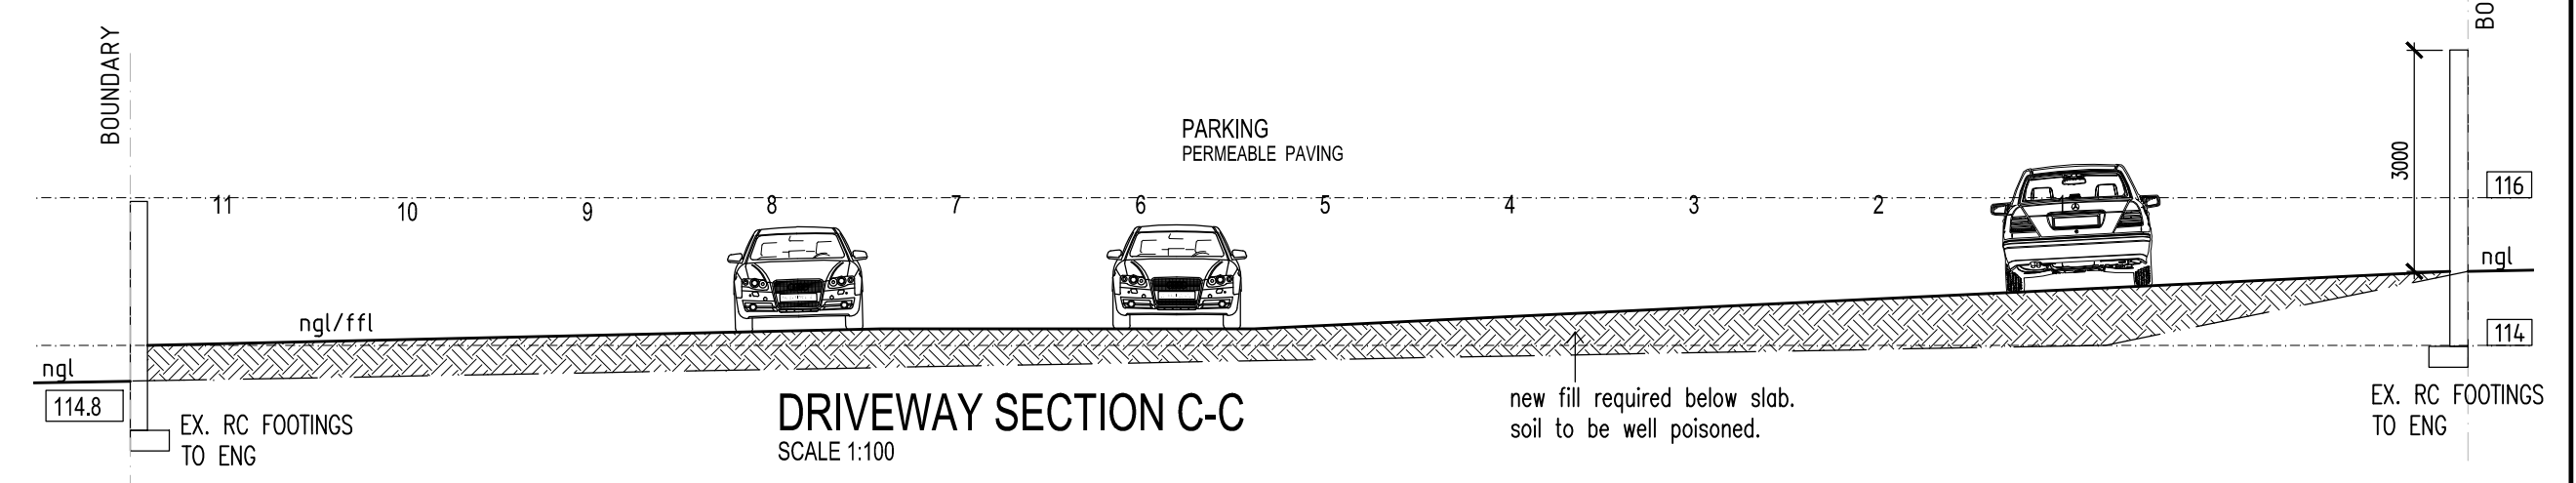 BOUNDARY
BO
PARKING
PERMEABLE PAVING
3000
116
11
10
9
8
7
6
5
4
3
2
1
ngl
ngl/ffl
114
ngl
114.8
EX. RC FOOTINGS
TO ENG
DRIVEWAY SECTION C-C
SCALE 1:100
new fill required below slab.
soil to be well poisoned.
EX. RC FOOTINGS
TO ENG